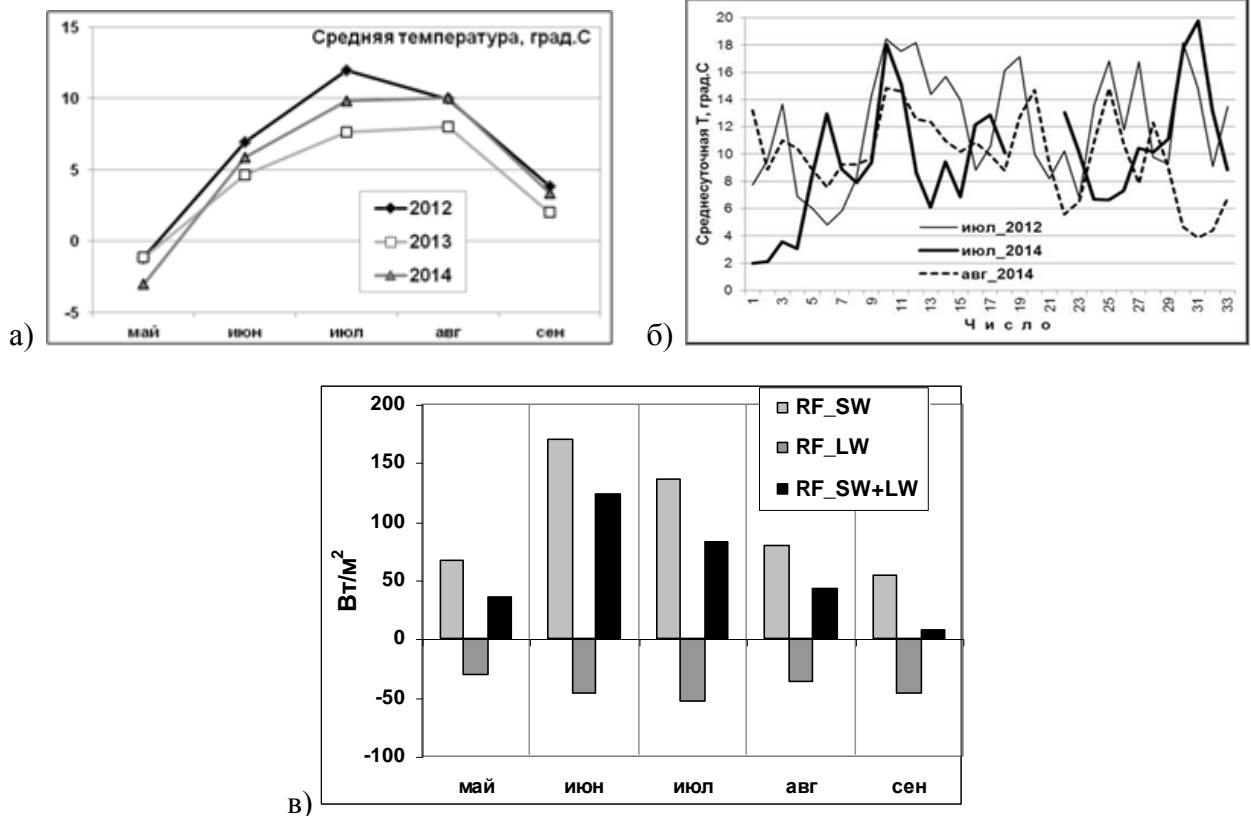 Средняя температура, град.С
15
10
5
0
-5
2012
2013
2014
май июн июл авг сен
а)
Среднесуточная Т, град.С
20
18
16
14
12
10
8
6
4
2
0
июл_2012
июл_2014
авг_2014
1 3 5 7 9 11 13 15 17 19 21 23 25 27 29 31 33
Число
б)
200
150
100
50
0
-50
-100
Вт/м²
RF_SW
RF_LW
RF_SW+LW
май июн июл авг сен
в)